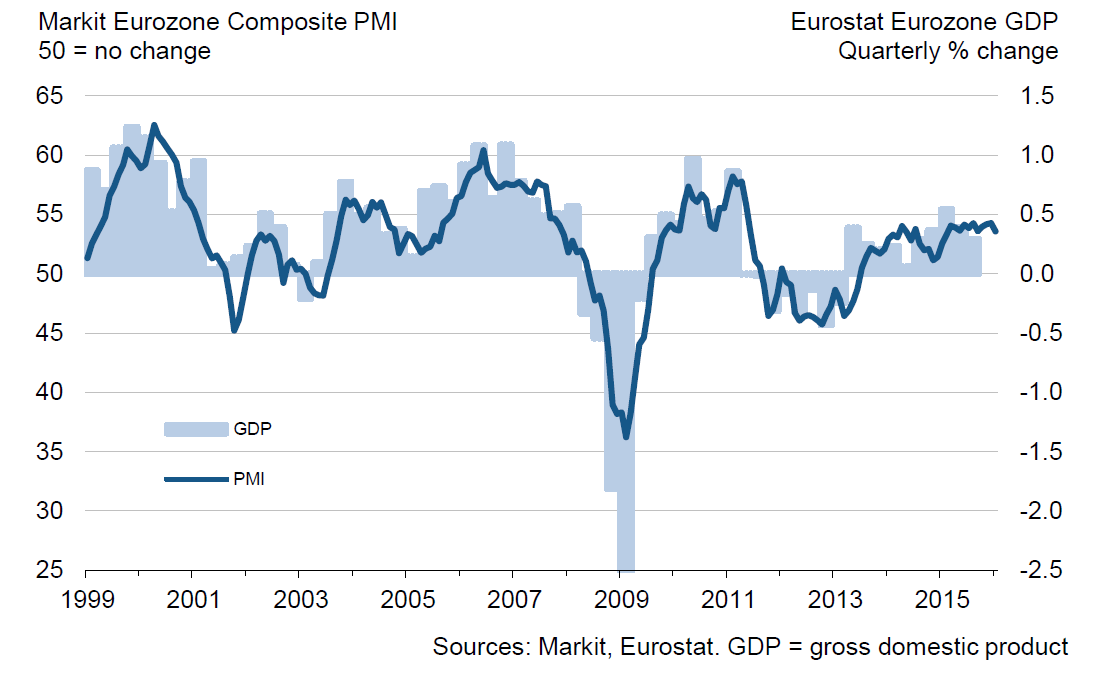 Markit Eurozone Composite PMI
50 = no change
Eurostat Eurozone GDP
Quarterly % change
65
60
55
50
45
40
35
30
25
1.5
1.0
0.5
0.0
-0.5
-1.0
-1.5
-2.0
-2.5
GDP
PMI
1999 2001 2003 2005 2007 2009 2011 2013 2015
Sources: Markit, Eurostat. GDP = gross domestic product